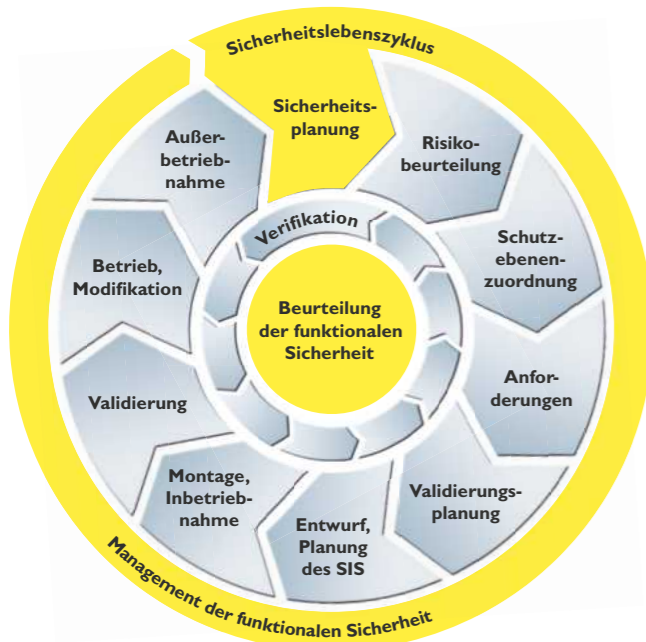 Sicherheitslebenszyklus
Sicherheits-
planung
Risiko-
beurteilung
Schutz-
ebenen-
zuordnung
Anfor-
derungen
Validierungs-
planung
Entwurf,
Planung
des SIS
Montage,
Inbetrieb-
nahme
Validierung
Betrieb,
Modifikation
Außer-
betrieb-
nahme
Verifikation
Beurteilung
der funktionalen
Sicherheit
Management der funktionalen Sicherheit